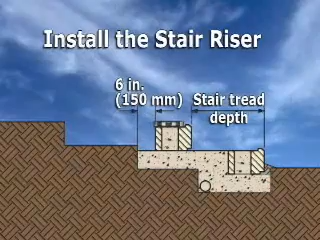 Install the Stair Riser
6 in.
(150 mm)
Stair tread
depth